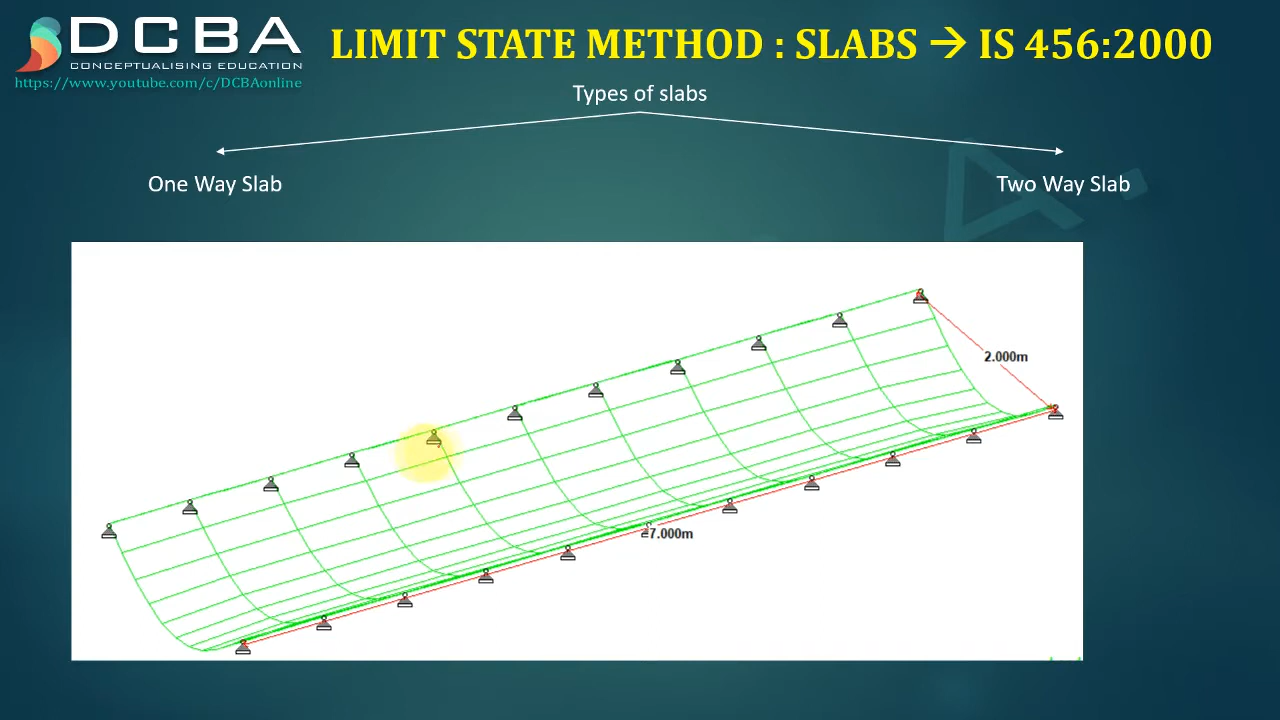 DCBA
CONCEPTUALISING EDUCATION
https://www.youtube.com/c/DCBAonline
LIMIT STATE METHOD : SLABS → IS 456:2000
Types of slabs
One Way Slab
Two Way Slab
2.000m
7.000m